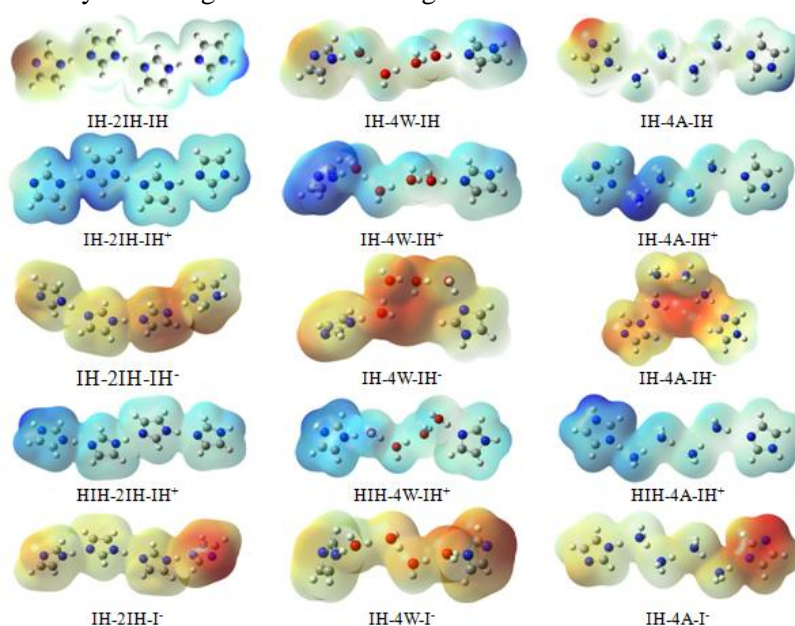 IH-2IH-IH IH-4W-IH IH-4A-IH
IH-2IH-IH⁺ IH-4W-IH⁺ IH-4A-IH⁺
IH-2IH-IH⁻ IH-4W-IH⁻ IH-4A-IH⁻
HIH-2IH-IH⁺ HIH-4W-IH⁺ HIH-4A-IH⁺
IH-2IH-I⁻ IH-4W-I⁻ IH-4A-I⁻